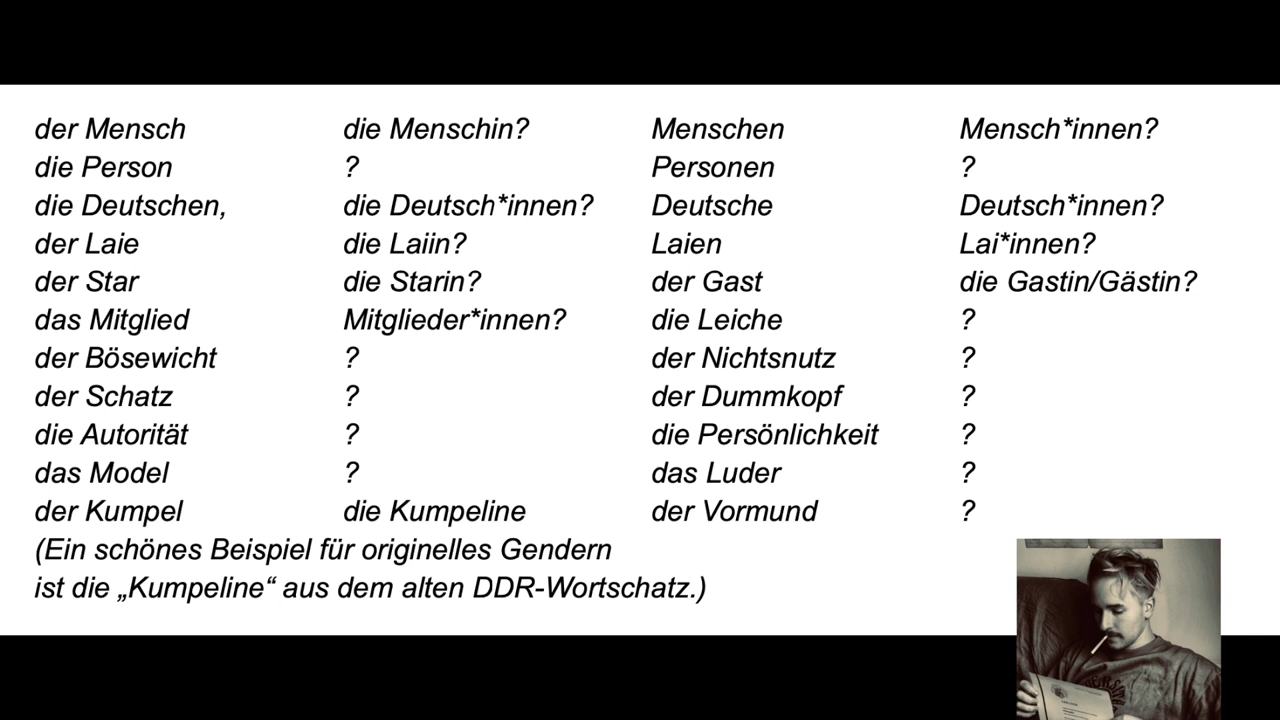 der Mensch die Menschin? Menschen Mensch*innen?
die Person ? Personen ?
die Deutschen, die Deutsch*innen? Deutsche Deutsch*innen?
der Laie die Laiin? Laien Lai*innen?
der Star die Starin? der Gast die Gastin/Gästin?
das Mitglied Mitglieder*innen? die Leiche ?
der Bösewicht ? der Nichtsnutz ?
der Schatz ? der Dummkopf ?
die Autorität ? die Persönlichkeit ?
das Model ? das Luder ?
der Kumpel die Kumpeline der Vormund ?
(Ein schönes Beispiel für originelles Gendern
ist die „Kumpeline“ aus dem alten DDR-Wortschatz.)